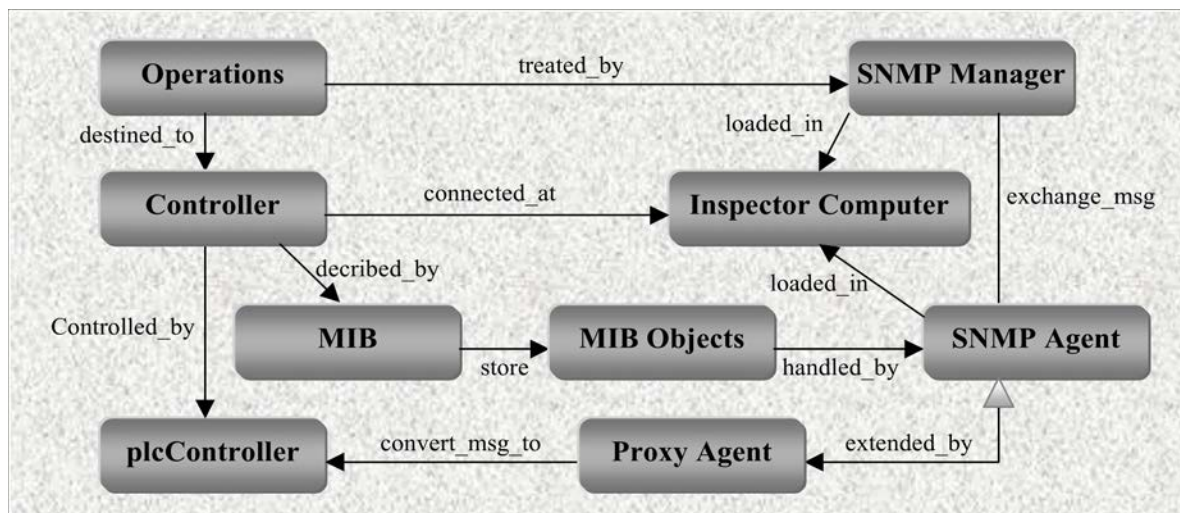 Operations
treated_by
SNMP Manager
destined_to
loaded_in
Controller
connected_at
Inspector Computer
exchange_msg
decribed_by
loaded_in
Controlled_by
MIB
store
MIB Objects
handled_by
SNMP Agent
plcController
convert_msg_to
Proxy Agent
extended_by